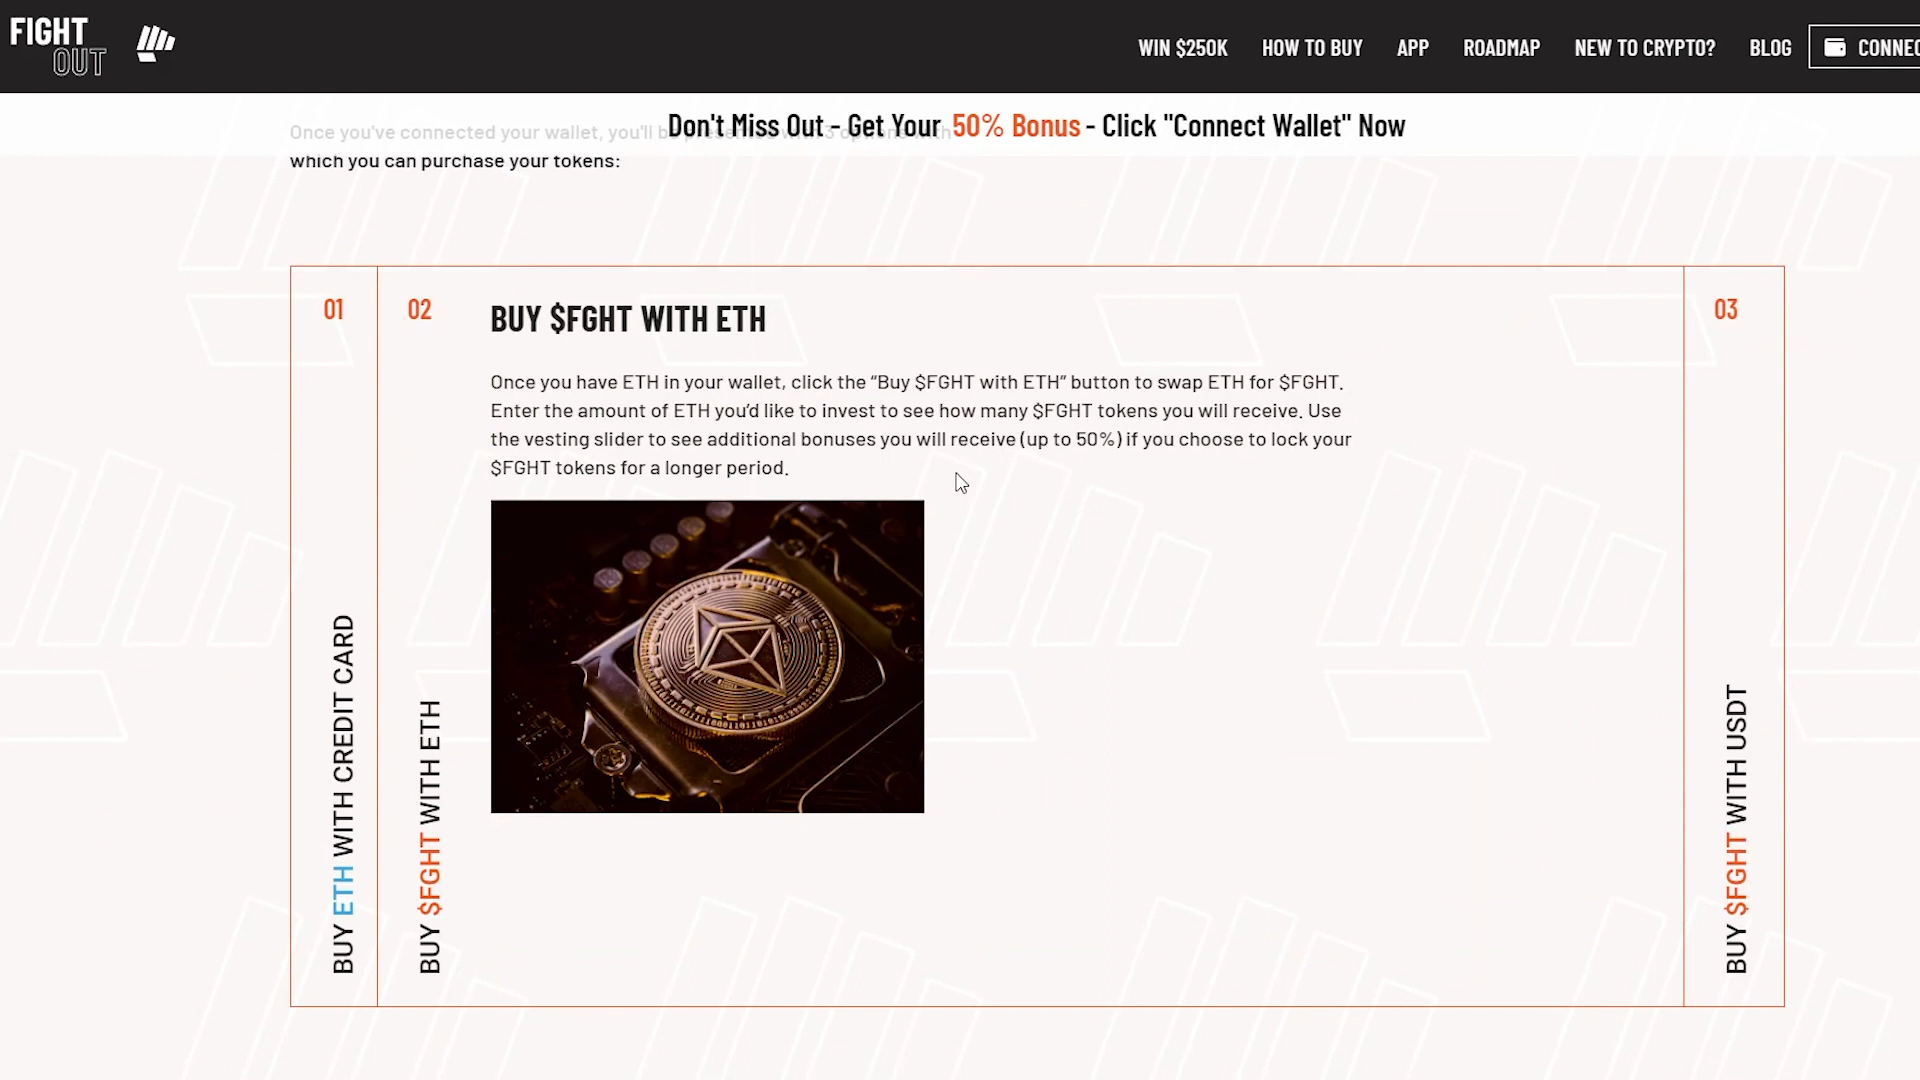 FIGHT
OUT
WIN $250K
HOW TO BUY
APP
ROADMAP
NEW TO CRYPTO?
BLOG
CONNEC
Don't Miss Out - Get Your 50% Bonus - Click "Connect Wallet" Now
Once you've connected your wallet, you'll be presented with 3 options with
which you can purchase your tokens:
01
BUY ETH WITH CREDIT CARD
02
BUY $FGHT WITH ETH
BUY $FGHT WITH ETH
Once you have ETH in your wallet, click the “Buy $FGHT with ETH” button to swap ETH for $FGHT.
Enter the amount of ETH you’d like to invest to see how many $FGHT tokens you will receive. Use
the vesting slider to see additional bonuses you will receive (up to 50%) if you choose to lock your
$FGHT tokens for a longer period.
03
BUY $FGHT WITH USDT